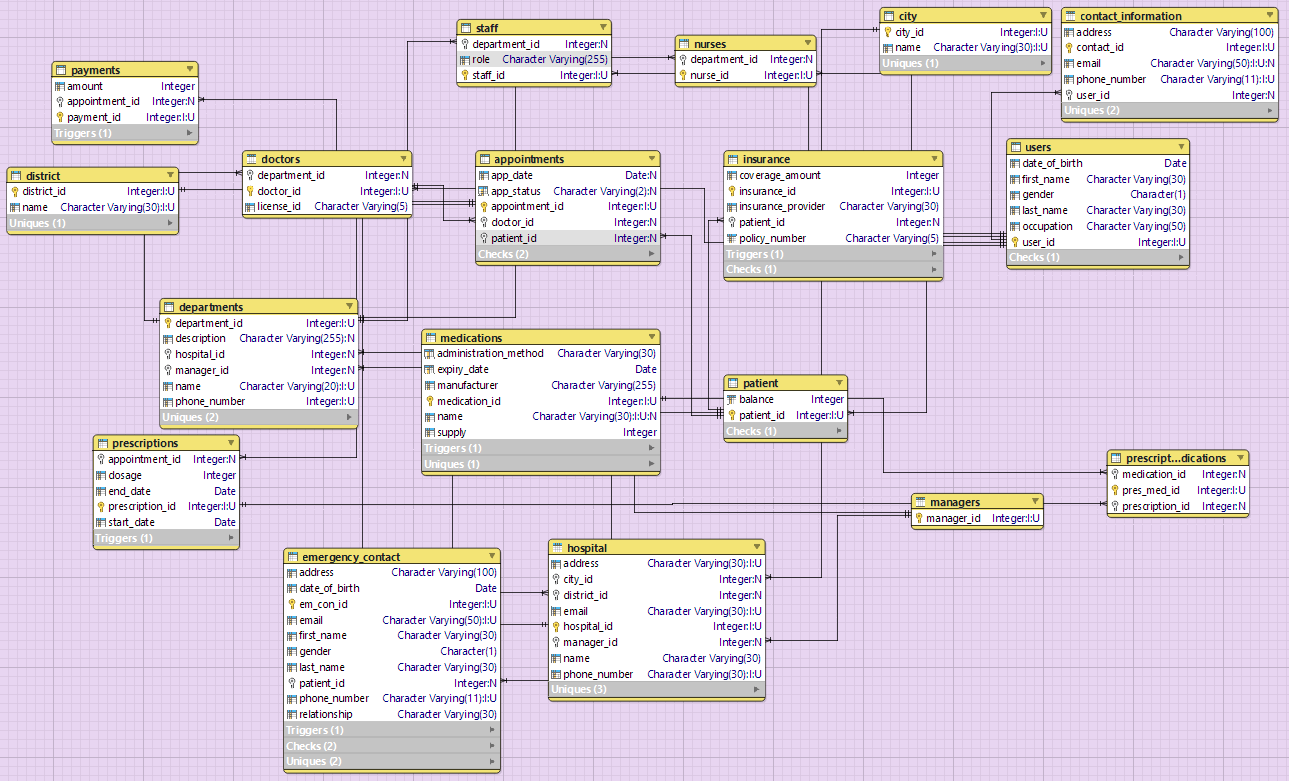 staff
department_id Integer:N
role Character Varying(255)
staff_id Integer:I:U
nurses
department_id Integer:N
nurse_id Integer:I:U
city
city_id Integer:I:U
name Character Varying(30):I:U
Uniques (1)
contact_information
address Character Varying(100)
contact_id Integer:I:U
email Character Varying(50):I:U:N
phone_number Character Varying(11):I:U
user_id Integer:N
Uniques (2)
payments
amount Integer
appointment_id Integer:N
payment_id Integer:I:U
Triggers (1)
district
district_id Integer:I:U
name Character Varying(30):I:U
Uniques (1)
doctors
department_id Integer:N
doctor_id Integer:I:U
license_id Character Varying(5)
appointments
app_date Date:N
app_status Character Varying(2):N
appointment_id Integer:I:U
doctor_id Integer:N
patient_id Integer:N
Checks (2)
insurance
coverage_amount Integer
insurance_id Integer:I:U
insurance_provider Character Varying(30)
patient_id Integer:N
policy_number Character Varying(5)
Triggers (1)
Checks (1)
users
date_of_birth Date
first_name Character Varying(30)
gender Character(1)
last_name Character Varying(30)
occupation Character Varying(50)
user_id Integer:I:U
Checks (1)
departments
department_id Integer:I:U
description Character Varying(255):N
hospital_id Integer:N
manager_id Integer:N
name Character Varying(20):I:U
phone_number Integer:I:U
Uniques (2)
medications
administration_method Character Varying(30)
expiry_date Date
manufacturer Character Varying(255)
medication_id Integer:I:U
name Character Varying(30):I:U:N
supply Integer
Triggers (1)
Uniques (1)
patient
balance Integer
patient_id Integer:I:U
Checks (1)
prescriptions
appointment_id Integer:N
dosage Integer
end_date Date
prescription_id Integer:I:U
start_date Date
Triggers (1)
prescript...dications
medication_id Integer:N
pres_med_id Integer:I:U
prescription_id Integer:N
managers
manager_id Integer:I:U
emergency_contact
address Character Varying(100)
date_of_birth Date
em_con_id Integer:I:U
email Character Varying(50):I:U
first_name Character Varying(30)
gender Character(1)
last_name Character Varying(30)
patient_id Integer:N
phone_number Character Varying(11):I:U
relationship Character Varying(30)
Triggers (1)
Checks (2)
Uniques (2)
hospital
address Character Varying(30):I:U
city_id Integer:N
district_id Integer:N
email Character Varying(30):I:U
hospital_id Integer:I:U
manager_id Integer:N
name Character Varying(30)
phone_number Character Varying(30):I:U
Uniques (3)